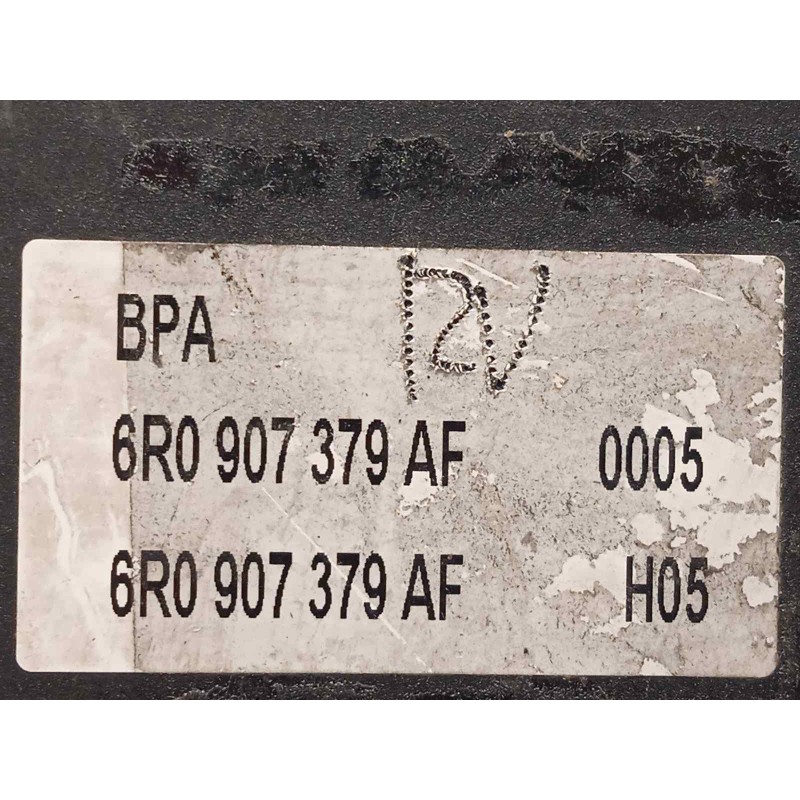 12V
BPA
6R0 907 379 AF 0005
6R0 907 379 AF H05